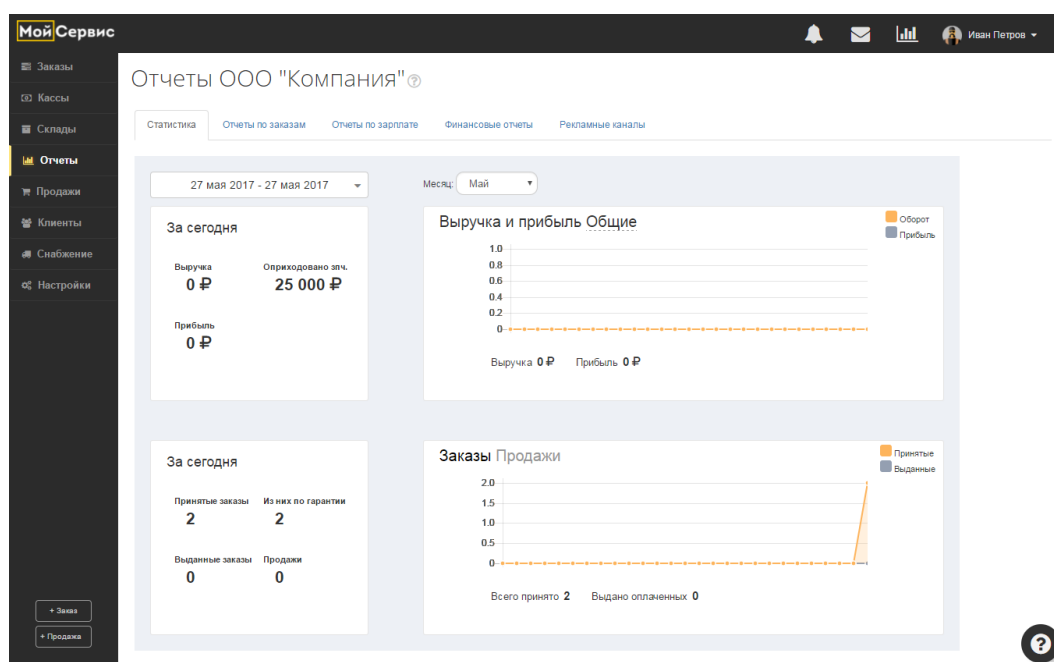 МойСервис
Иван Петров
Заказы
Кассы
Склады
Отчеты
Продажи
Клиенты
Снабжение
Настройки
+ Заказ
+ Продажа
Отчеты ООО "Компания"
Статистика Отчеты по заказам Отчеты по зарплате Финансовые отчеты Рекламные каналы
27 мая 2017 - 27 мая 2017
Месяц: Май
За сегодня
Выручка Оприходовано зпч.
0 ₽ 25 000 ₽
Прибыль
0 ₽
Выручка и прибыль Общие
Оборот
Прибыль
1.0
0.8
0.6
0.4
0.2
0
Выручка 0 ₽ Прибыль 0 ₽
За сегодня
Принятые заказы Из них по гарантии
2 2
Выданные заказы Продажи
0 0
Заказы Продажи
Принятые
Выданные
2.0
1.5
1.0
0.5
0
Всего принято 2 Выдано оплаченных 0